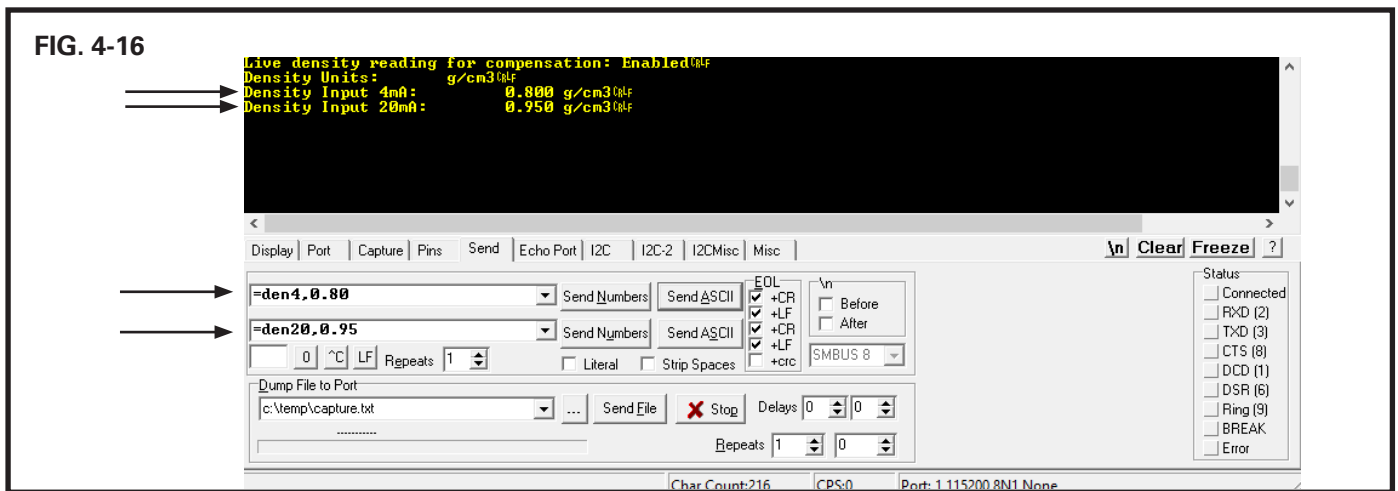 FIG. 4-16
Live density reading for compensation: Enabled CRLF
Density Units: g/cm3 CRLF
Density Input 4mA: 0.800 g/cm3 CRLF
Density Input 20mA: 0.950 g/cm3 CRLF
Display Port Capture Pins Send Echo Port I2C I2C-2 I2CMisc Misc \n Clear Freeze ?
=den4,0.80 Send Numbers Send ASCII
=den20,0.95 Send Numbers Send ASCII
EOL
+CR
+LF
+CR
+LF
+crc
\n
Before
After
SMBUS 8
0 ^C LF Repeats 1 Literal Strip Spaces
Dump File to Port
c:\temp\capture.txt ... Send File Stop Delays 0 0
Repeats 1 0
Status
Connected
RXD (2)
TXD (3)
CTS (8)
DCD (1)
DSR (6)
Ring (9)
BREAK
Error
Char Count:216 CPS:0 Port: 1 115200 8N1 None